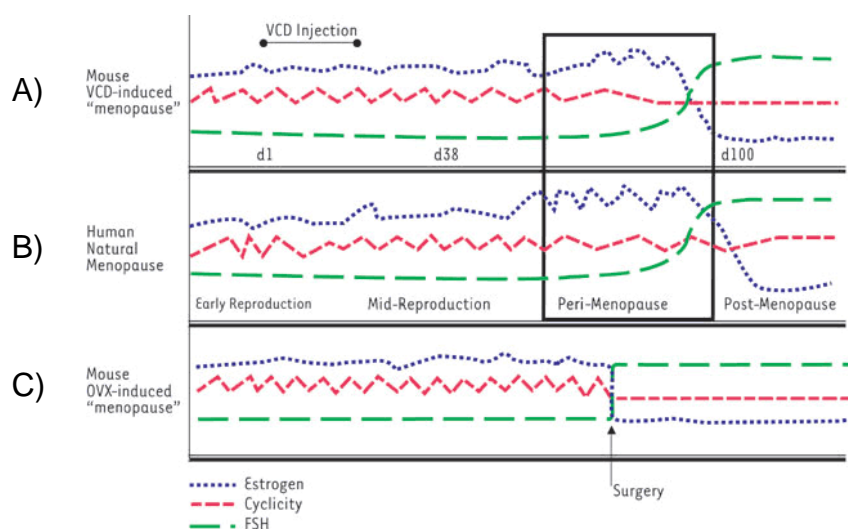 VCD Injection
A)
Mouse
VCD-induced
"menopause"
d1
d38
d100
B)
Human
Natural
Menopause
Early Reproduction
Mid-Reproduction
Peri-Menopause
Post-Menopause
C)
Mouse
OVX-induced
"menopause"
Surgery
Estrogen
Cyclicity
FSH